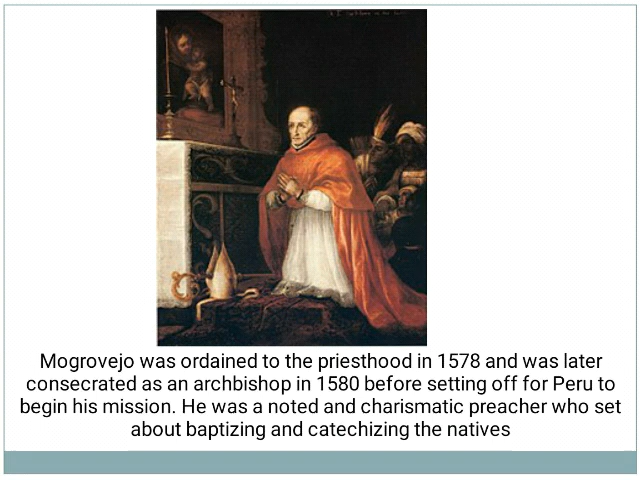 Mogrovejo was ordained to the priesthood in 1578 and was later
consecrated as an archbishop in 1580 before setting off for Peru to
begin his mission. He was a noted and charismatic preacher who set
about baptizing and catechizing the natives